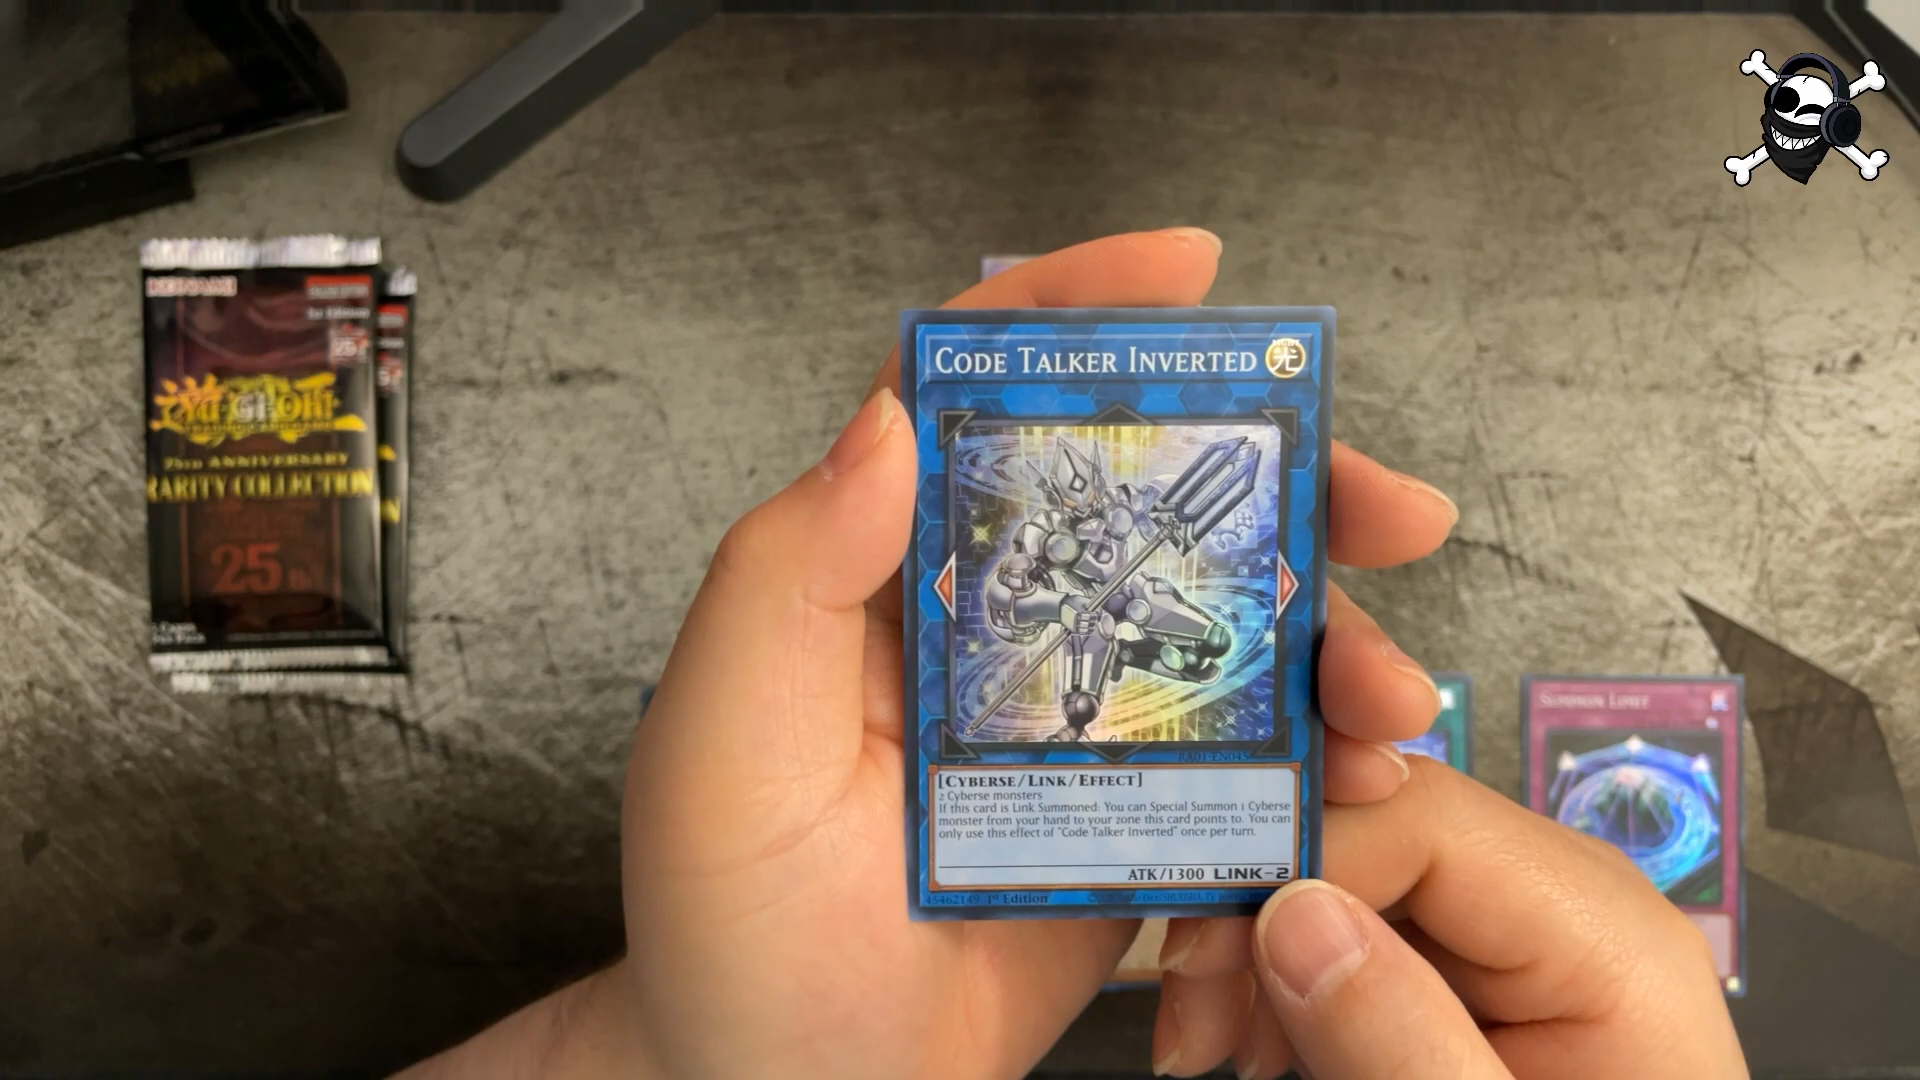 KONAMI
1st Edition
25
Yu-Gi-Oh!
TRADING CARD GAME
25TH ANNIVERSARY
RARITY COLLECTION
25TH
CODE TALKER INVERTED
光
RA01-EN045
[CYBERSE/LINK/EFFECT]
2 Cyberse monsters
If this card is Link Summoned: You can Special Summon 1 Cyberse
monster from your hand to your zone this card points to. You can
only use this effect of "Code Talker Inverted" once per turn.
ATK/1300 LINK-2
45462149 1st Edition
SUMMON LIMIT